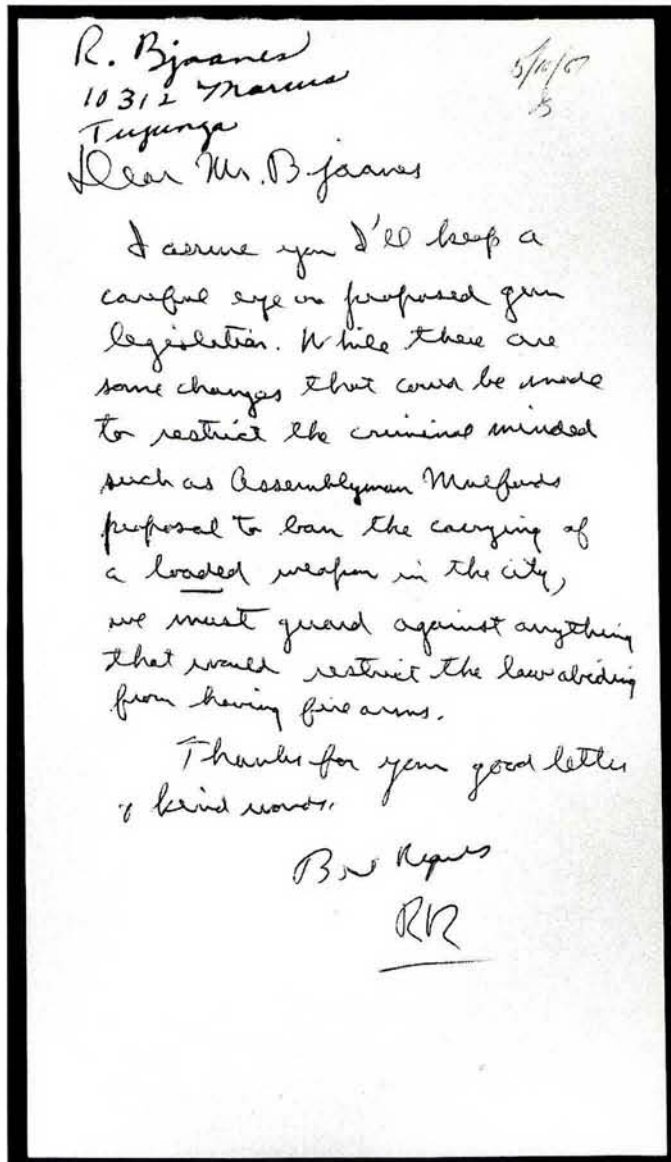 R. Bjaanes
10312 Marcus
Tujunga
5/10/67
Dear Mr. Bjaanes
I assure you I'll keep a
careful eye on proposed gun
legislation. While there are
some changes that could be made
to restrict the criminal minded
such as Assemblyman Mulfords
proposal to ban the carrying of
a loaded weapon in the city,
we must guard against anything
that would restrict the law abiding
from having fire arms.
Thanks for your good letter
& kind words.
Best Regards
RR